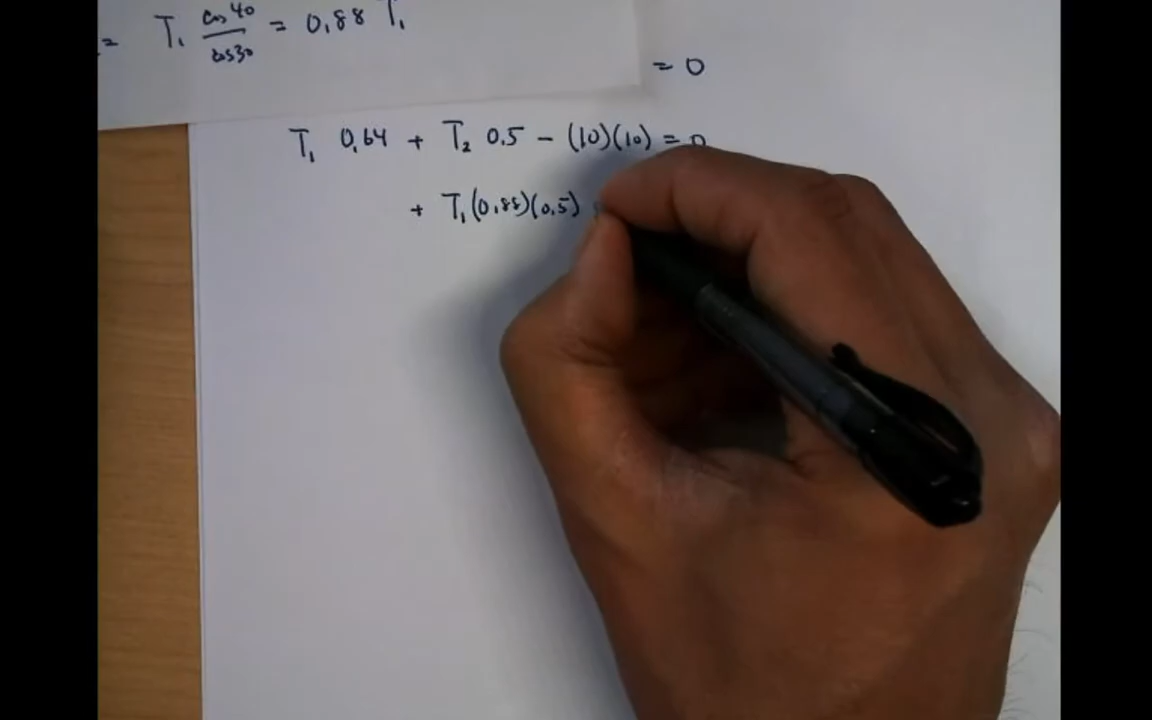 = T₁ cos40/cos30 = 0.88 T₁
= 0
T₁ 0.64 + T₂ 0.5 - (10)(10) = 0
+ T₁(0.88)(0.5)